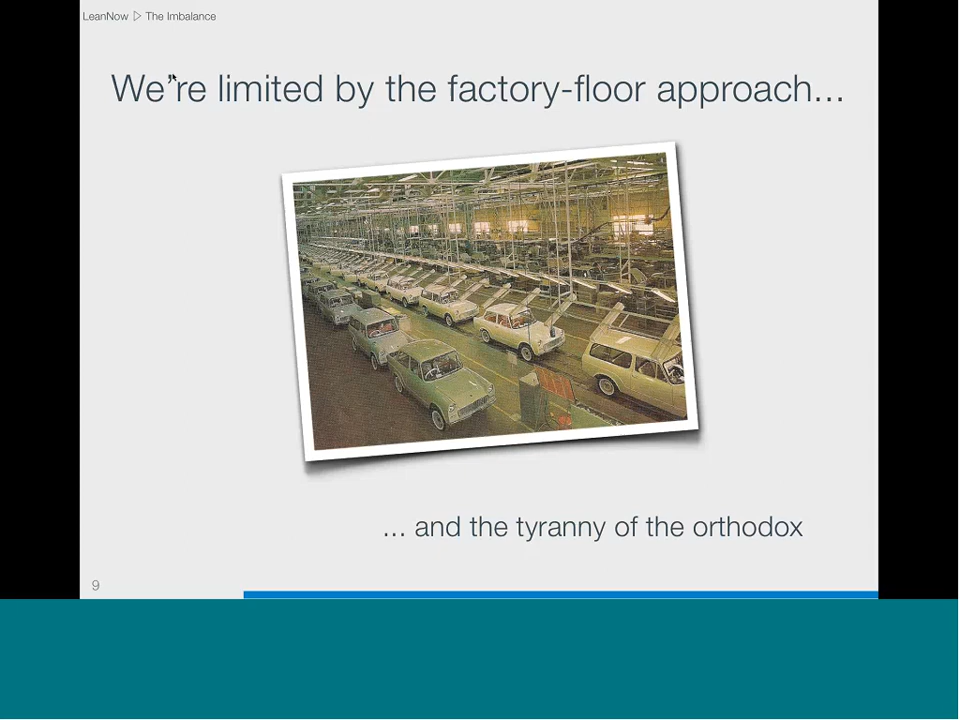 LeanNow ▷ The Imbalance
We're limited by the factory-floor approach...
... and the tyranny of the orthodox
9